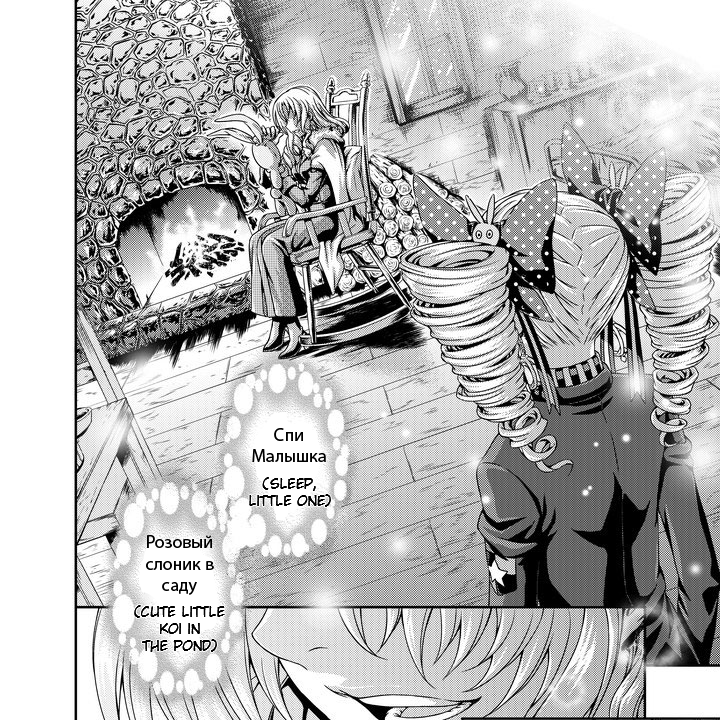 Спи
Малышка
(SLEEP,
LITTLE ONE)
Розовый
слоник в
саду
(CUTE LITTLE
KOI IN
THE POND)